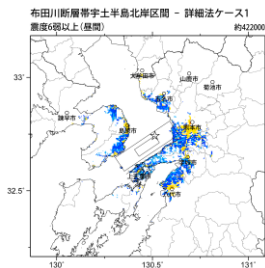 布田川断層帯宇土半島北岸区間 - 詳細法ケース1
震度6弱以上(昼間)
約422000
33˚
大牟田市
山鹿市
菊池市
諫早市
島原市
熊本市
32.5˚
八代市
130˚
130.5˚
131˚